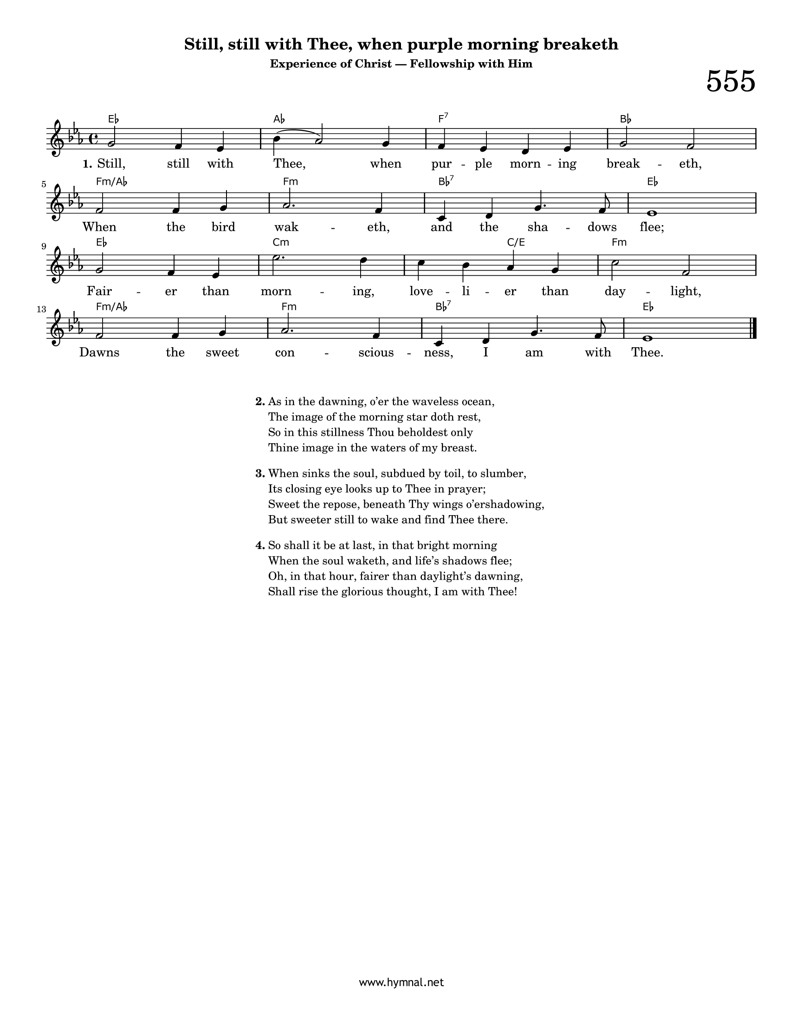 Still, still with Thee, when purple morning breaketh
Experience of Christ — Fellowship with Him
555
E♭ A♭ F7 B♭
1. Still, still with Thee, when pur - ple morn - ing break - eth,
5 Fm/A♭ Fm B♭7 E♭
When the bird wak - eth, and the sha - dows flee;
9 E♭ Cm C/E Fm
Fair - er than morn - ing, love - li - er than day - light,
13 Fm/A♭ Fm B♭7 E♭
Dawns the sweet con - scious - ness, I am with Thee.
2. As in the dawning, o’er the waveless ocean,
The image of the morning star doth rest,
So in this stillness Thou beholdest only
Thine image in the waters of my breast.
3. When sinks the soul, subdued by toil, to slumber,
Its closing eye looks up to Thee in prayer;
Sweet the repose, beneath Thy wings o’ershadowing,
But sweeter still to wake and find Thee there.
4. So shall it be at last, in that bright morning
When the soul waketh, and life’s shadows flee;
Oh, in that hour, fairer than daylight’s dawning,
Shall rise the glorious thought, I am with Thee!
www.hymnal.net